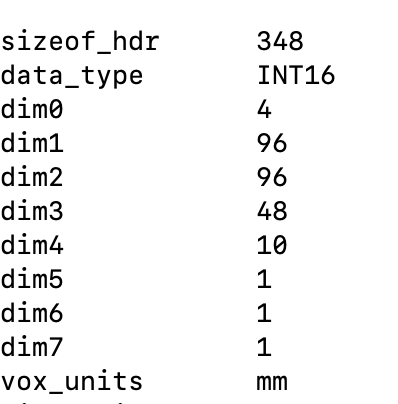 sizeof_hdr 348
data_type INT16
dim0 4
dim1 96
dim2 96
dim3 48
dim4 10
dim5 1
dim6 1
dim7 1
vox_units mm